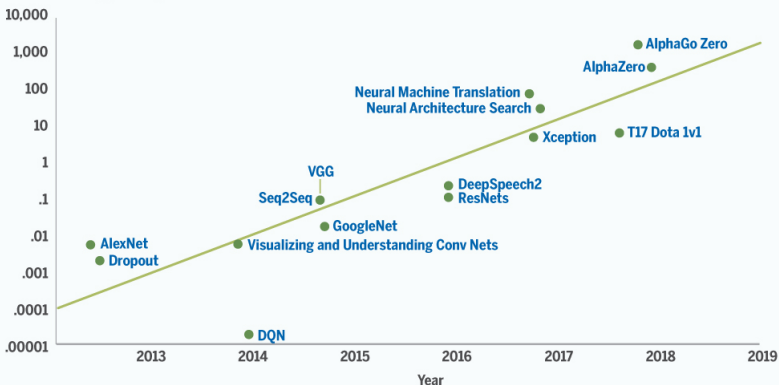 10,000
1,000
100
10
1
.1
.01
.001
.0001
.00001
AlphaGo Zero
AlphaZero
Neural Machine Translation
Neural Architecture Search
Xception
T17 Dota 1v1
VGG
Seq2Seq
DeepSpeech2
ResNets
GoogleNet
AlexNet
Visualizing and Understanding Conv Nets
Dropout
DQN
2013 2014 2015 2016 2017 2018 2019
Year